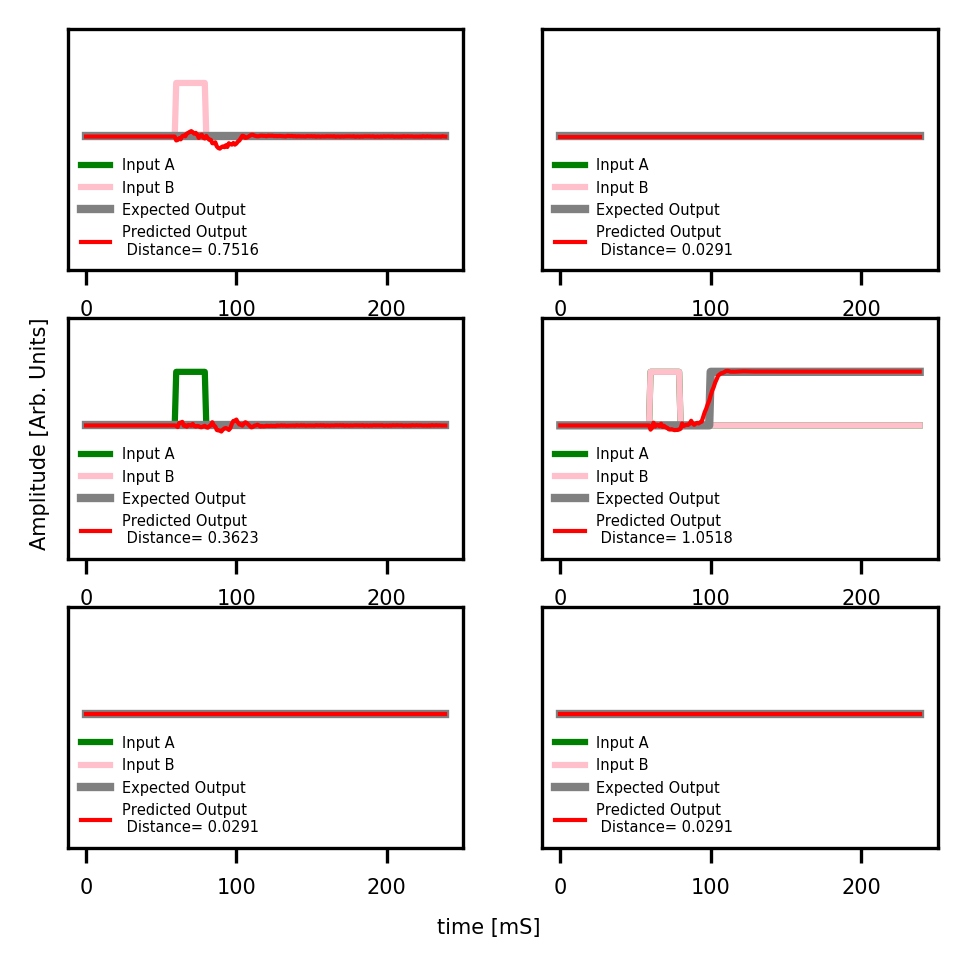 Input A
Input B
Expected Output
Predicted Output
Distance= 0.7516
0 100 200
Input A
Input B
Expected Output
Predicted Output
Distance= 0.0291
0 100 200
Amplitude [Arb. Units]
Input A
Input B
Expected Output
Predicted Output
Distance= 0.3623
0 100 200
Input A
Input B
Expected Output
Predicted Output
Distance= 1.0518
0 100 200
Input A
Input B
Expected Output
Predicted Output
Distance= 0.0291
0 100 200
Input A
Input B
Expected Output
Predicted Output
Distance= 0.0291
0 100 200
time [mS]